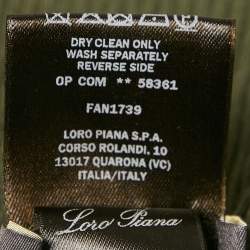 DRY CLEAN ONLY
WASH SEPARATELY
REVERSE SIDE
OP COM ** 58361
FAN1739
LORO PIANA S.P.A.
CORSO ROLANDI, 10
13017 QUARONA (VC)
ITALIA/ITALY
Loro Piana